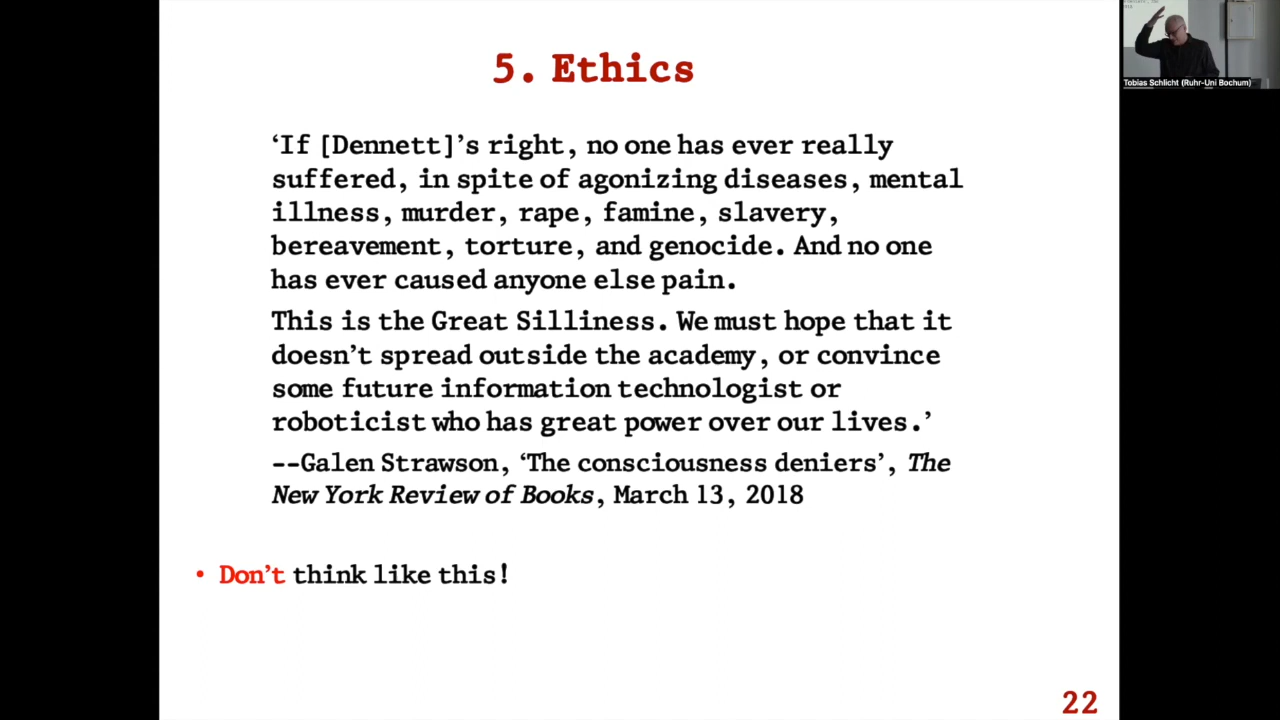 5. Ethics
‘If [Dennett]’s right, no one has ever really
suffered, in spite of agonizing diseases, mental
illness, murder, rape, famine, slavery,
bereavement, torture, and genocide. And no one
has ever caused anyone else pain.
This is the Great Silliness. We must hope that it
doesn’t spread outside the academy, or convince
some future information technologist or
roboticist who has great power over our lives.’
--Galen Strawson, ‘The consciousness deniers’, The
New York Review of Books, March 13, 2018
• Don’t think like this!
22
Tobias Schlicht (Ruhr-Uni Bochum)